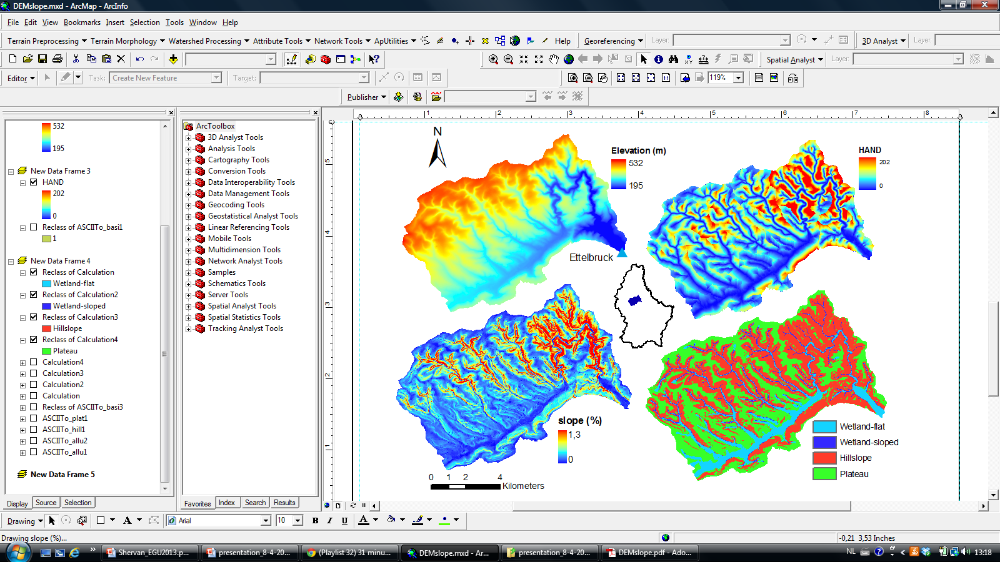 DEMslope.mxd - ArcMap - ArcInfo
File Edit View Bookmarks Insert Selection Tools Window Help
Terrain Preprocessing Terrain Morphology Watershed Processing Attribute Tools Network Tools ApUtilities Help Georeferencing Layer: 3D Analyst Layer:
Spatial Analyst Layer:
Editor Task: Create New Feature Target: 119%
Publisher
532
195
New Data Frame 3
HAND
202
0
Reclass of ASCIITo_basi1
1
New Data Frame 4
Reclass of Calculation
Wetland-flat
Reclass of Calculation2
Wetland-sloped
Reclass of Calculation3
Hillslope
Reclass of Calculation4
Plateau
Calculation4
Calculation3
Calculation2
Calculation
Reclass of ASCIITo_basi3
ASCIITo_plat1
ASCIITo_hill1
ASCIITo_allu2
ASCIITo_allu1
New Data Frame 5
Display Source Selection
ArcToolbox
3D Analyst Tools
Analysis Tools
Cartography Tools
Conversion Tools
Data Interoperability Tools
Data Management Tools
Geocoding Tools
Geostatistical Analyst Tools
Linear Referencing Tools
Mobile Tools
Multidimension Tools
Network Analyst Tools
Samples
Schematics Tools
Server Tools
Spatial Analyst Tools
Spatial Statistics Tools
Tracking Analyst Tools
Favorites Index Search Results
1 2 3 4 5 6 7 8
5
4
3
2
1
N
Elevation (m)
532
195
HAND
202
0
Ettelbruck
slope (%)
1,3
0
0 1 2 4
Kilometers
Wetland-flat
Wetland-sloped
Hillslope
Plateau
Drawing A Arial 10 B I U A
Drawing slope (%)...
-0,21 3,53 Inches
Shervan_EGU2013.p... presentation_8-4-20... (Playlist 32) 31 minu... DEMslope.mxd - Ar... presentation_8-4-20... DEMslope.pdf - Ado... NL 13:18